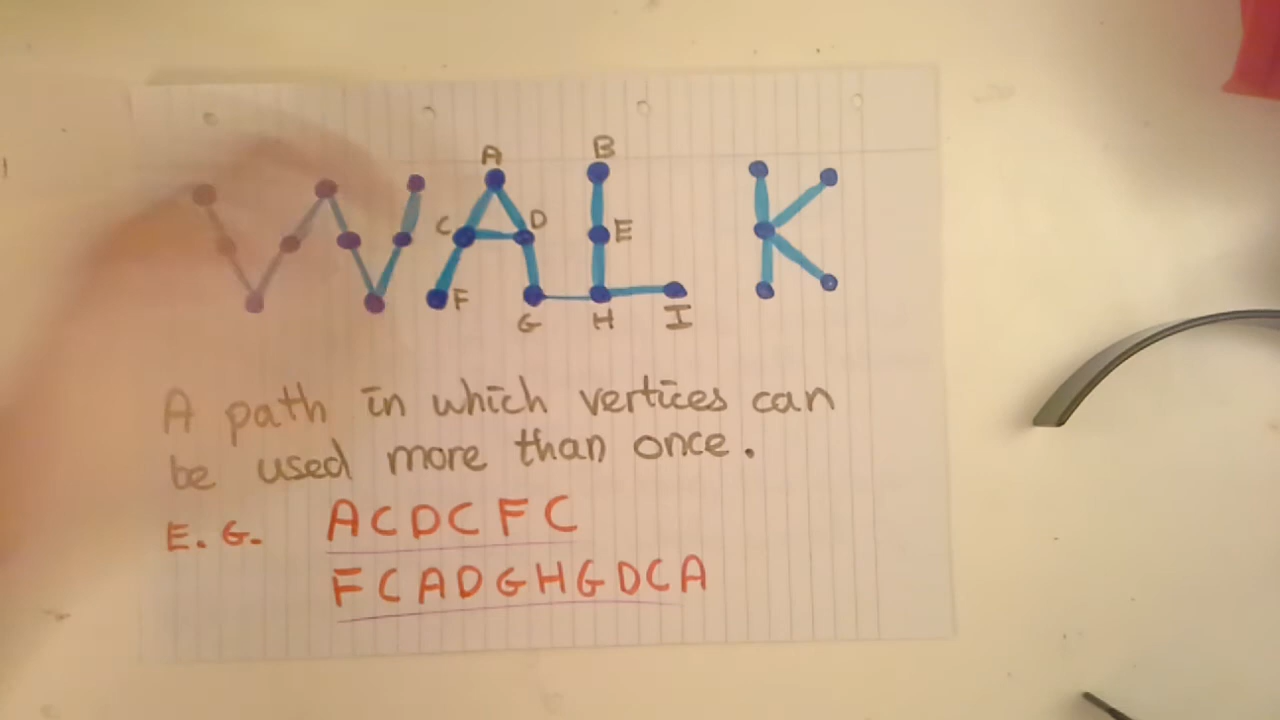 WALK
A B
C D E
F G H I
A path in which vertices can
be used more than once.
E.G. ACDCFC
FCADGHGDCA